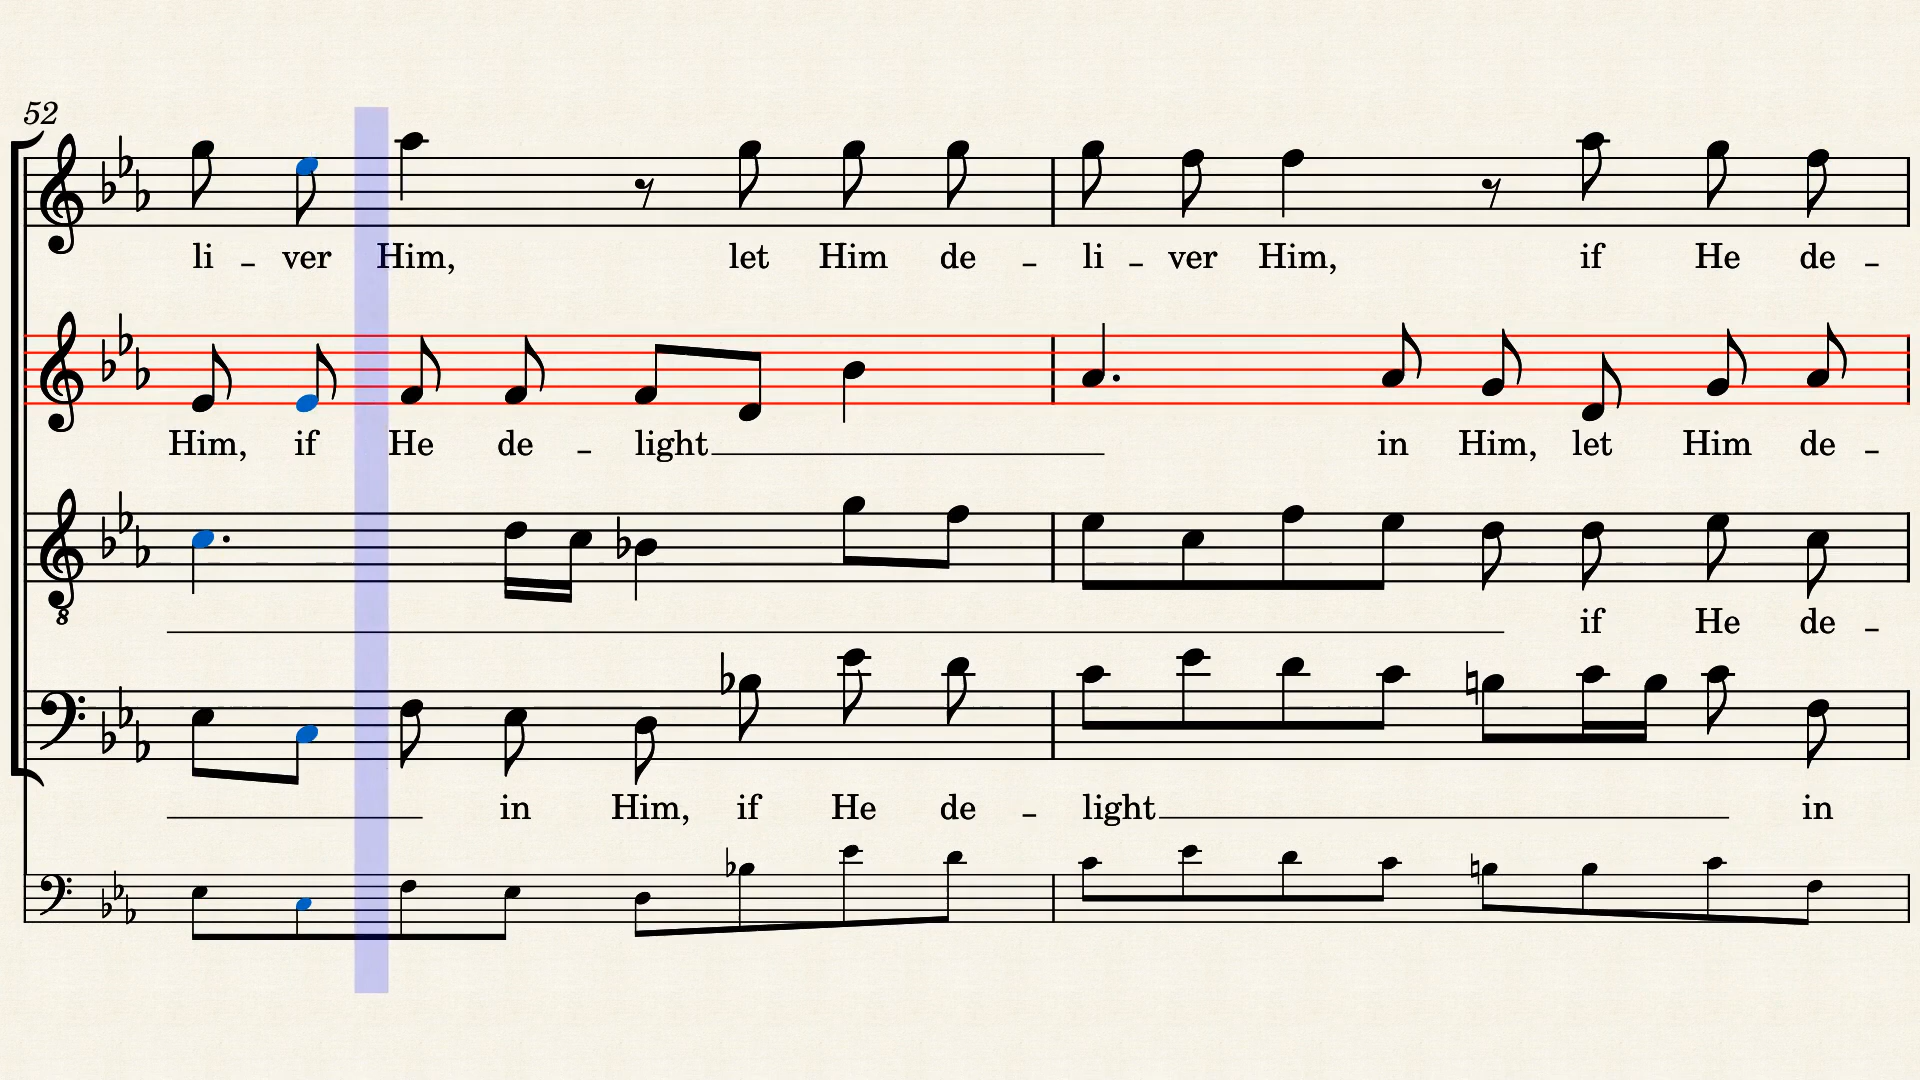 52
li - ver Him, let Him de - li - ver Him, if He de -
Him, if He de - light in Him, let Him de -
8
if He de -
in Him, if He de - light in